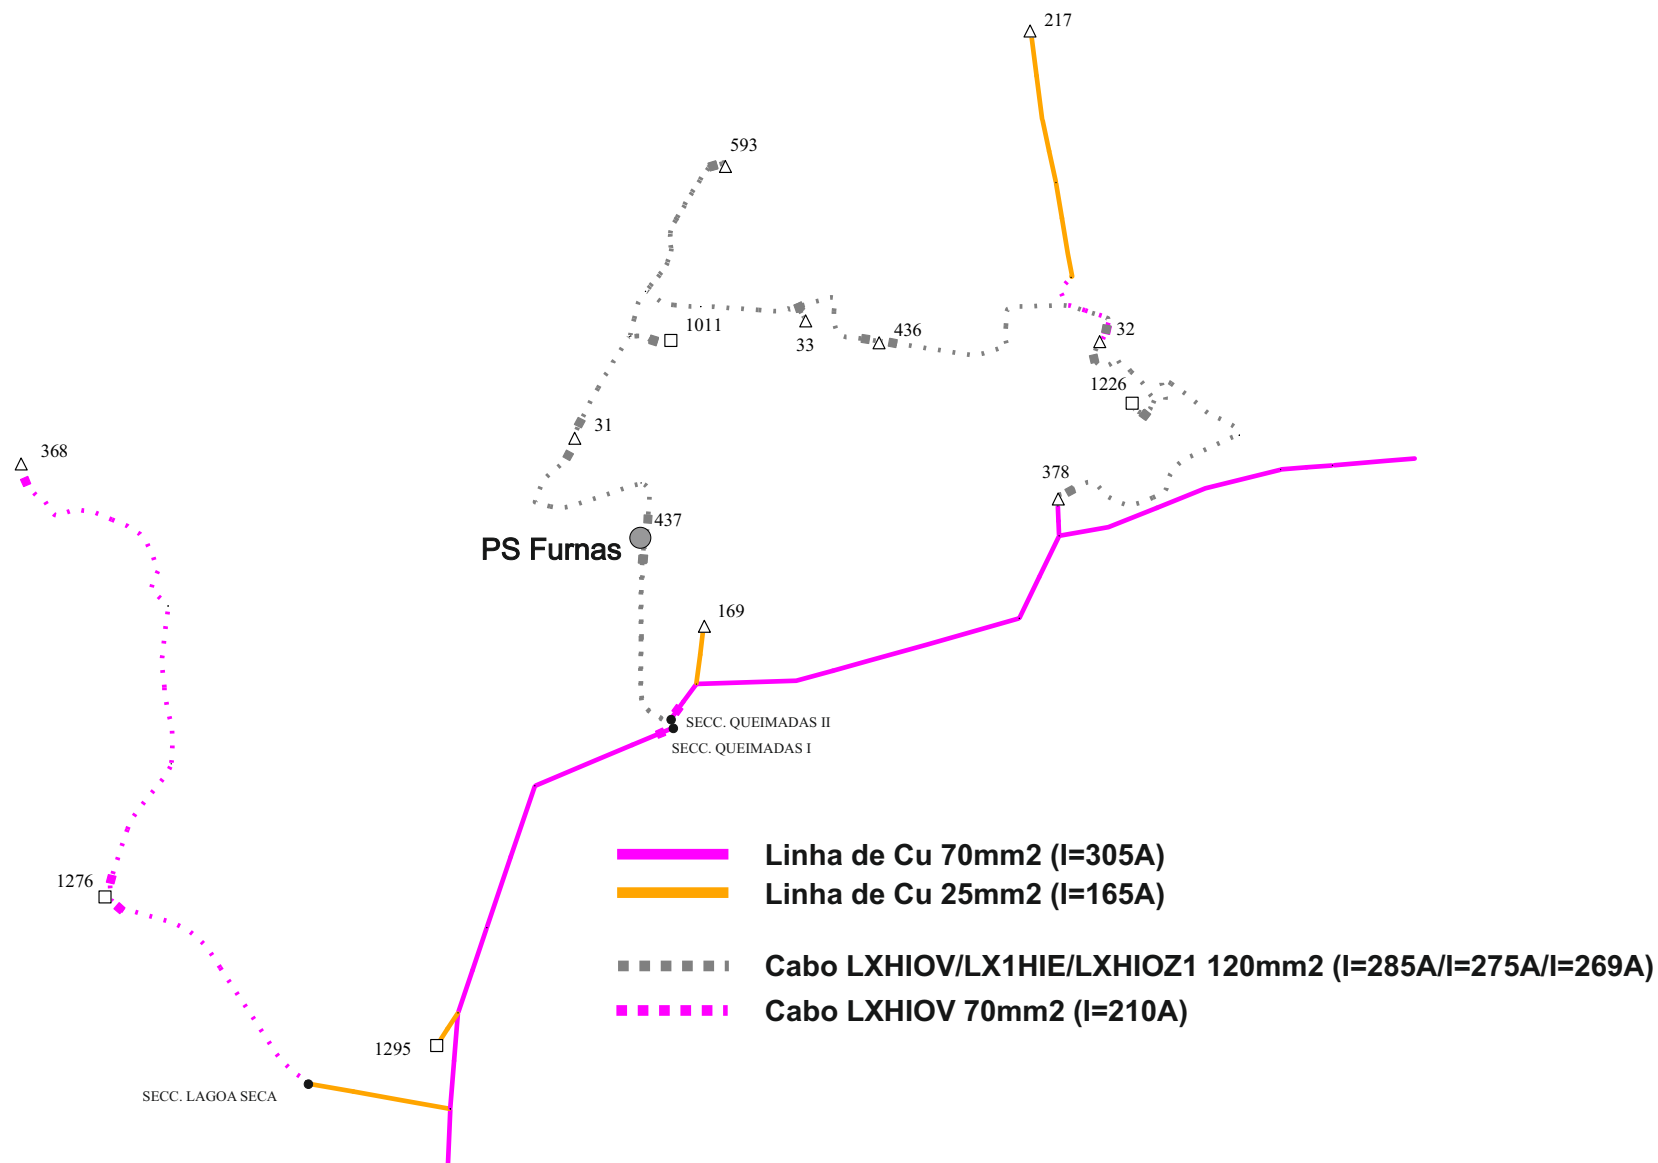 217
593
1011
33
436
32
1226
31
368
378
437
PS Furnas
169
SECC. QUEIMADAS II
SECC. QUEIMADAS I
Linha de Cu 70mm2 (I=305A)
1276
Linha de Cu 25mm2 (I=165A)
Cabo LXHIOV/LX1HIE/LXHIOZ1 120mm2 (I=285A/I=275A/I=269A)
Cabo LXHIOV 70mm2 (I=210A)
1295
SECC. LAGOA SECA